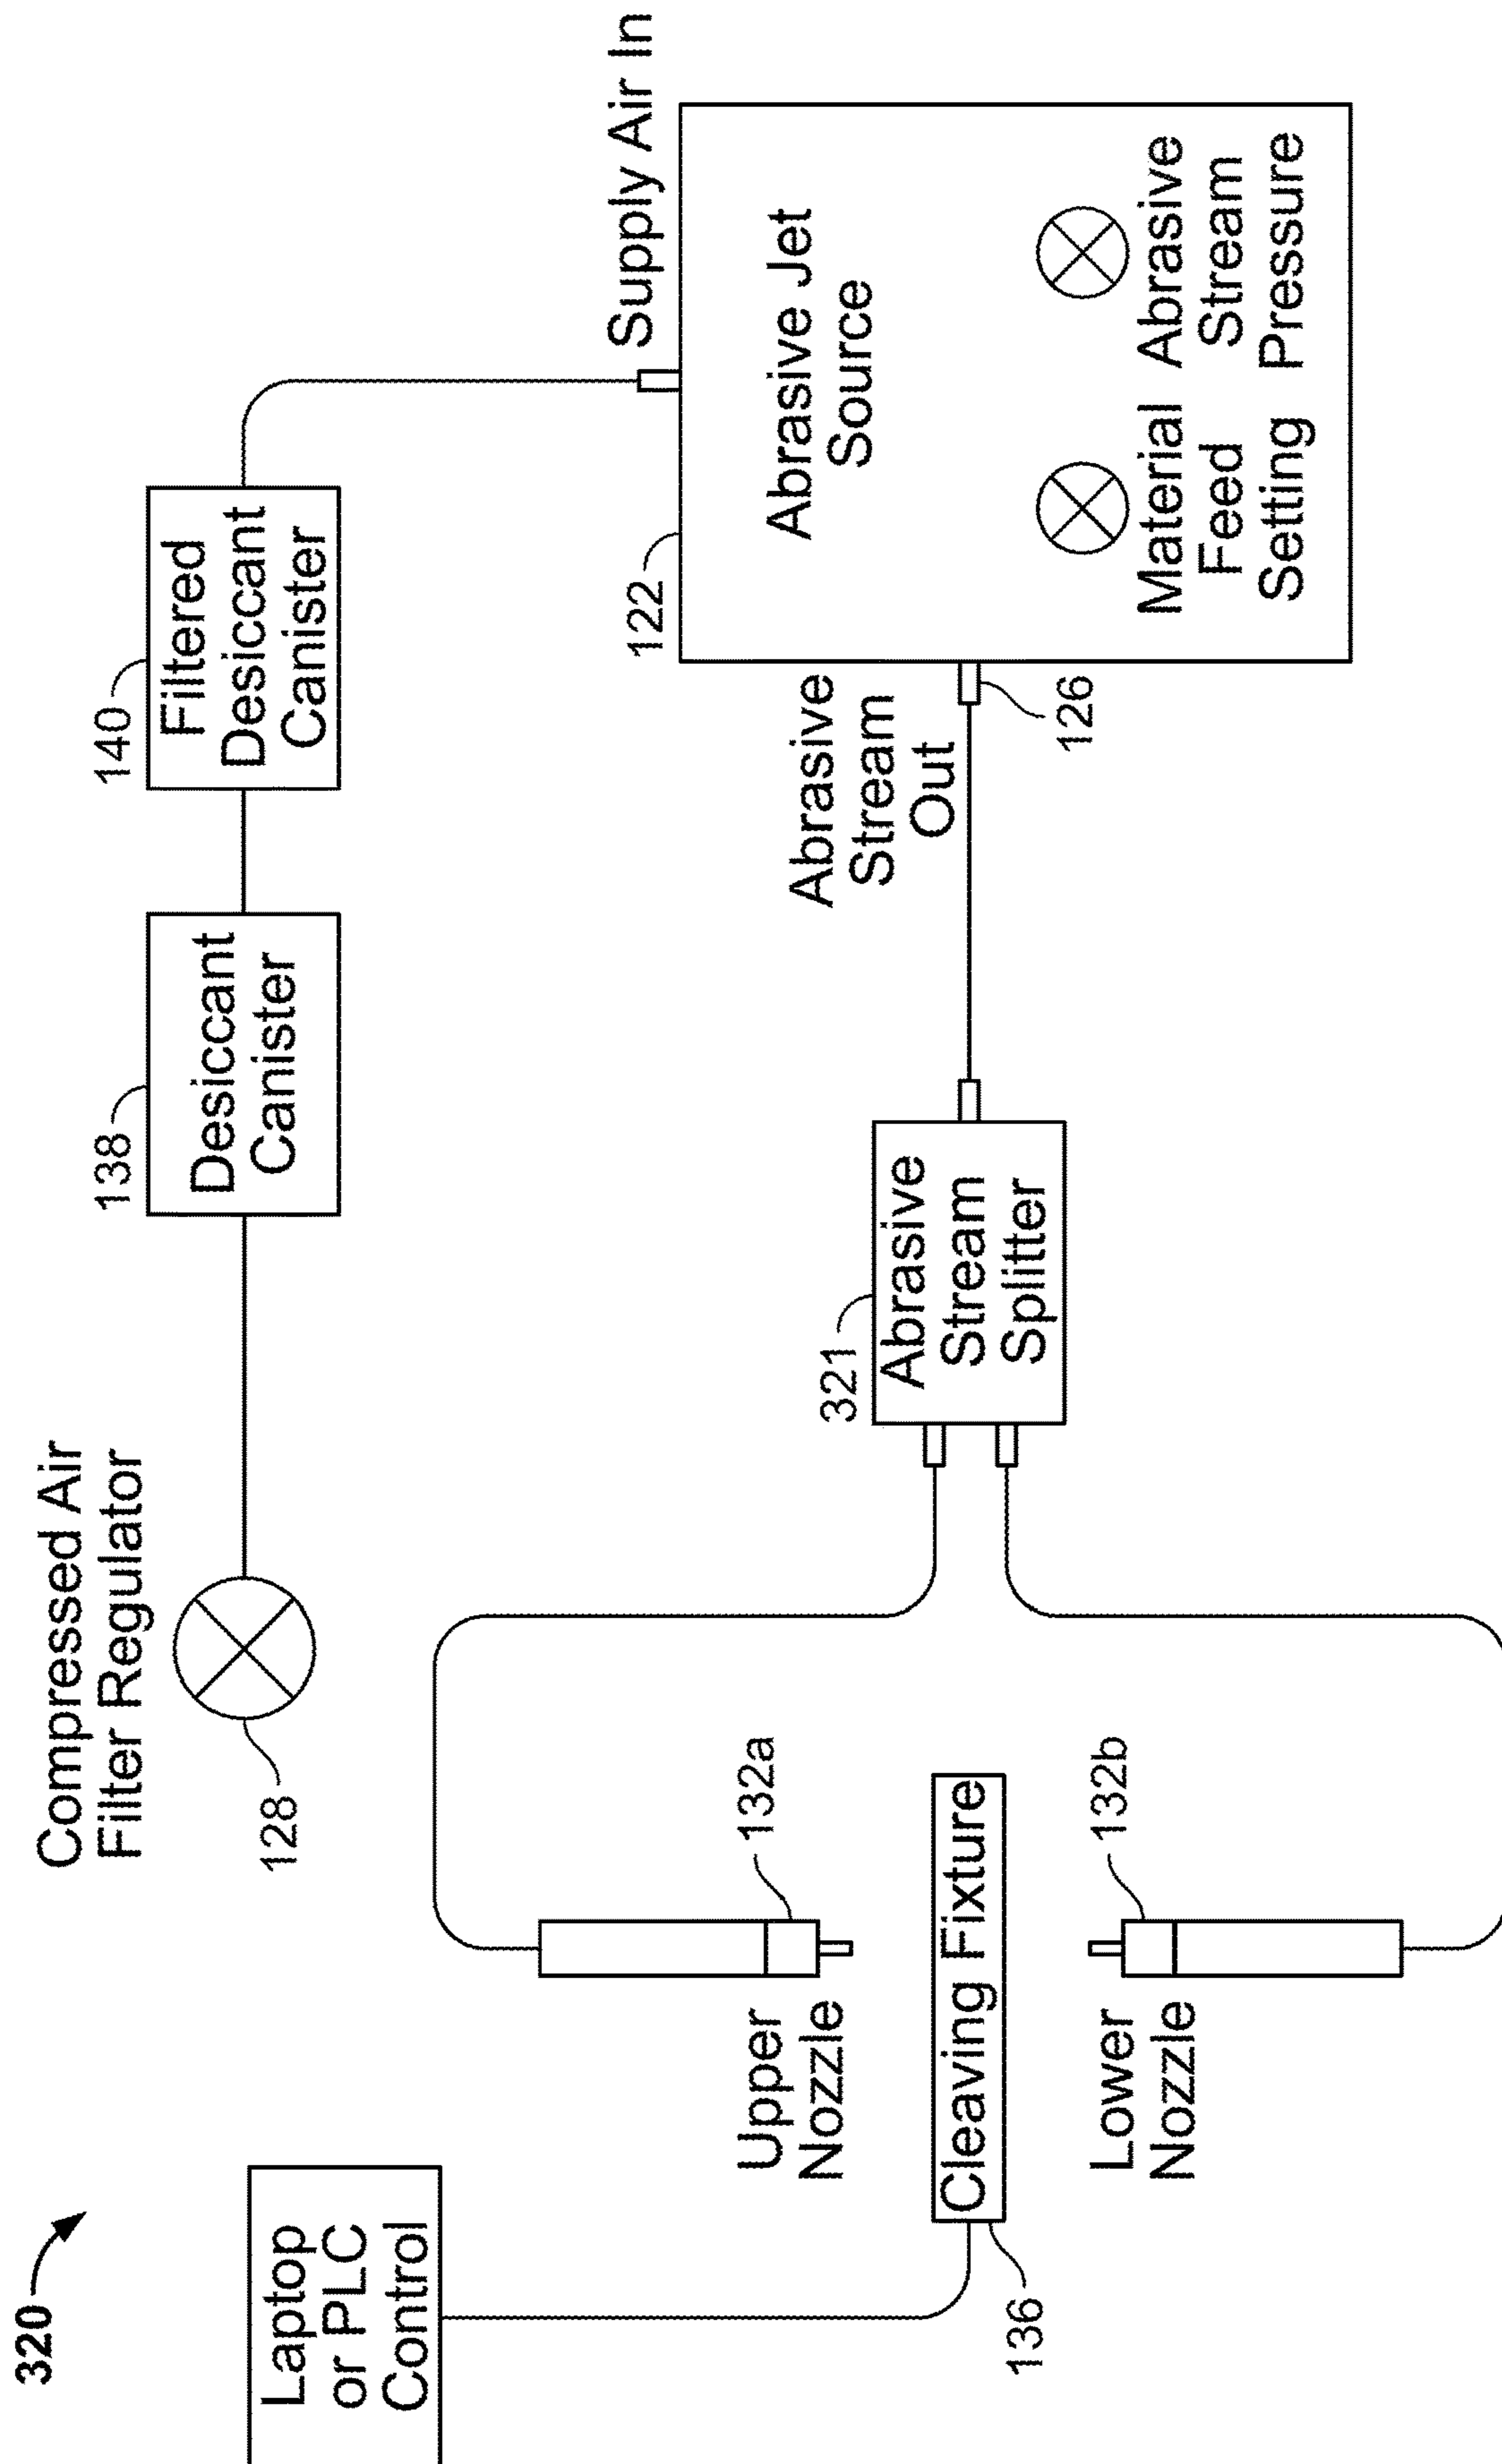 320
Laptop
or PLC
Control
Compressed Air
Filter Regulator
128
138
Desiccant
Canister
140
Filtered
Desiccant
Canister
Supply Air In
122
Abrasive Jet
Source
Material
Feed
Setting
Abrasive
Stream
Pressure
Abrasive
Stream
Out
126
321
Abrasive
Stream
Splitter
Upper
Nozzle
132a
Cleaving Fixture
136
Lower
Nozzle
132b